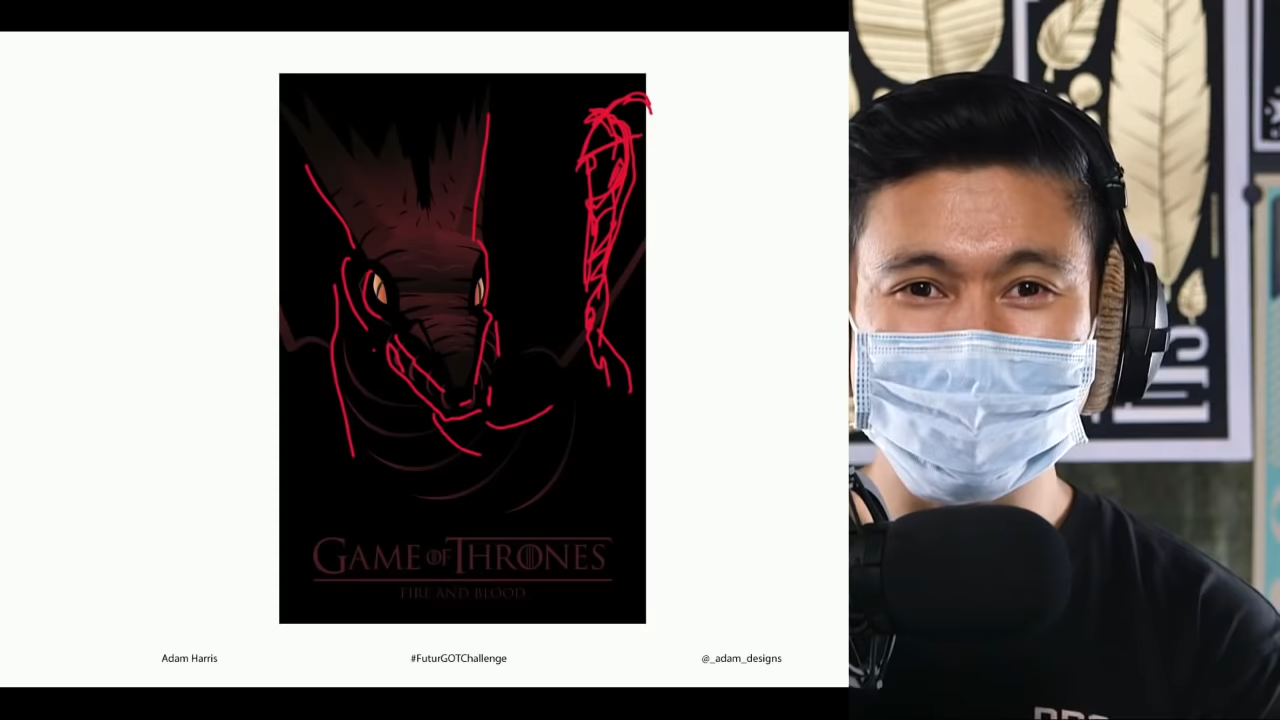 GAME OF THRONES
FIRE AND BLOOD
Adam Harris
#FuturGOTChallenge
@_adam_designs